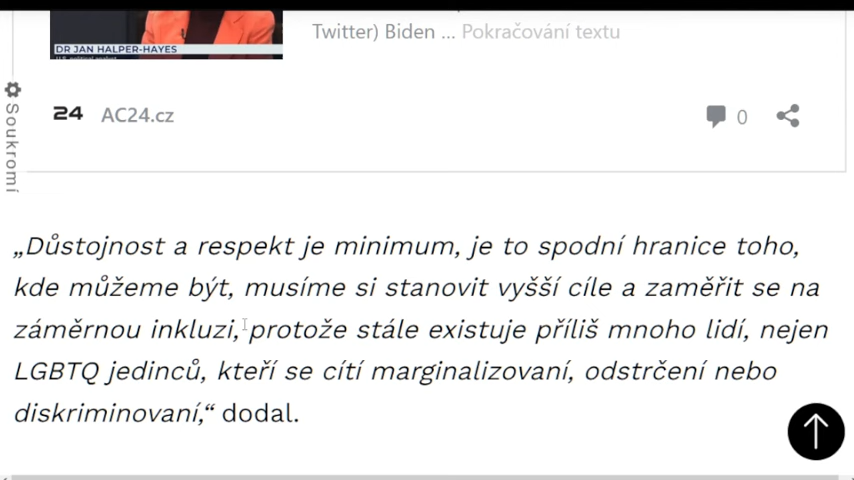 Twitter) Biden ... Pokračování textu
DR JAN HALPER-HAYES
24 AC24.cz
0
Soukromí
„Důstojnost a respekt je minimum, je to spodní hranice toho,
kde můžeme být, musíme si stanovit vyšší cíle a zaměřit se na
záměrnou inkluzi, protože stále existuje příliš mnoho lidí, nejen
LGBTQ jedinců, kteří se cítí marginalizovaní, odstrčení nebo
diskriminovaní,“ dodal.